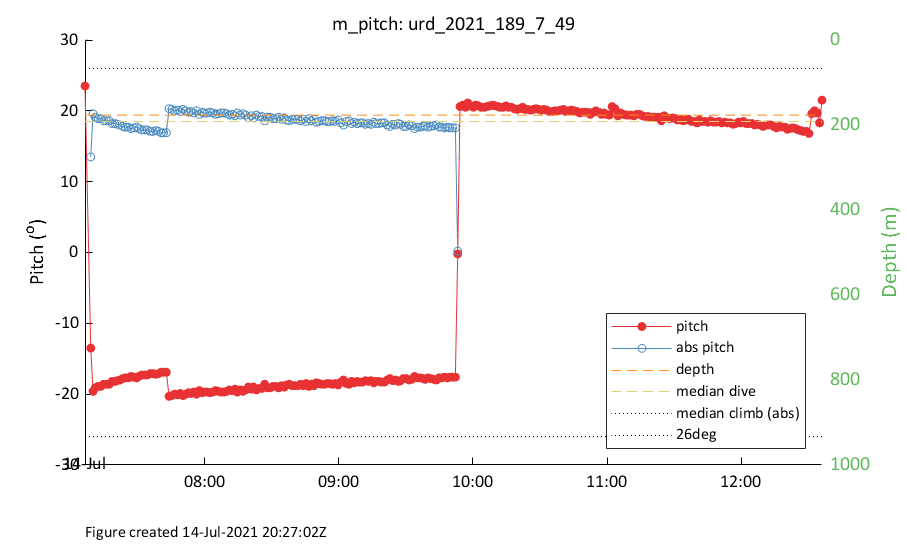 m_pitch: urd_2021_189_7_49
30
20
10
0
-10
-20
-30
Pitch (⁰)
0
200
400
600
800
1000
Depth (m)
pitch
abs pitch
depth
median dive
median climb (abs)
26deg
14-Jul
08:00
09:00
10:00
11:00
12:00
Figure created 14-Jul-2021 20:27:02Z